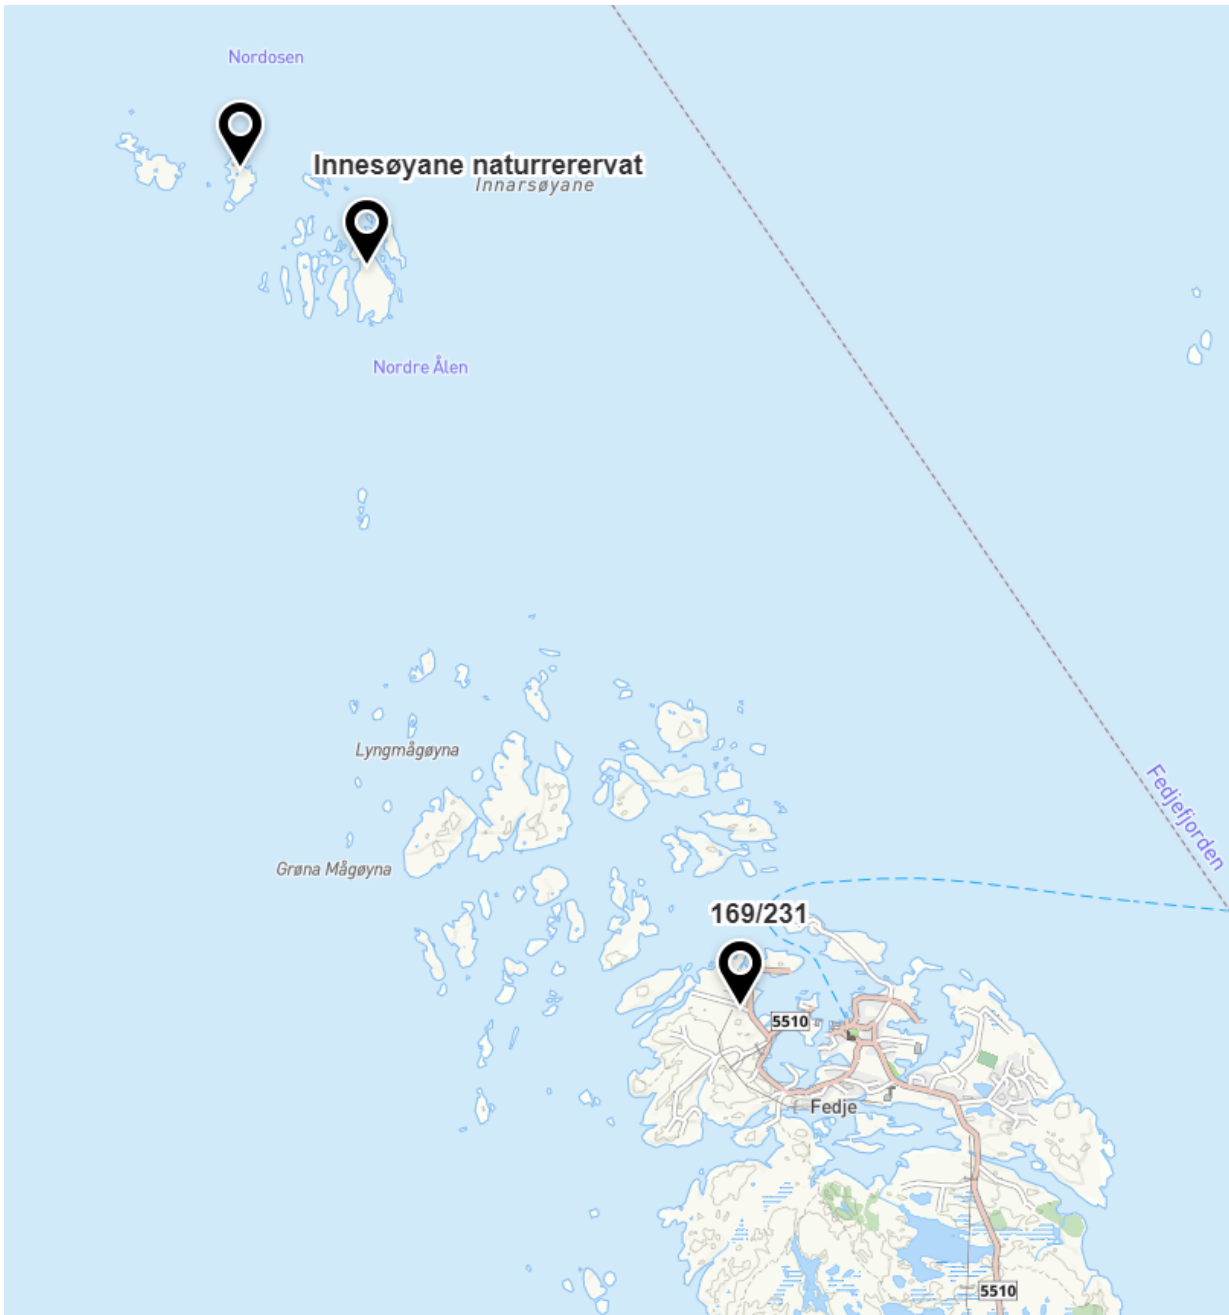 Nordosen
Innesøyane naturrerervat
Innarsøyane
Nordre Ålen
Lyngmågøyna
Fedjefjorden
Grøna Mågøyna
169/231
5510
Fedje
5510